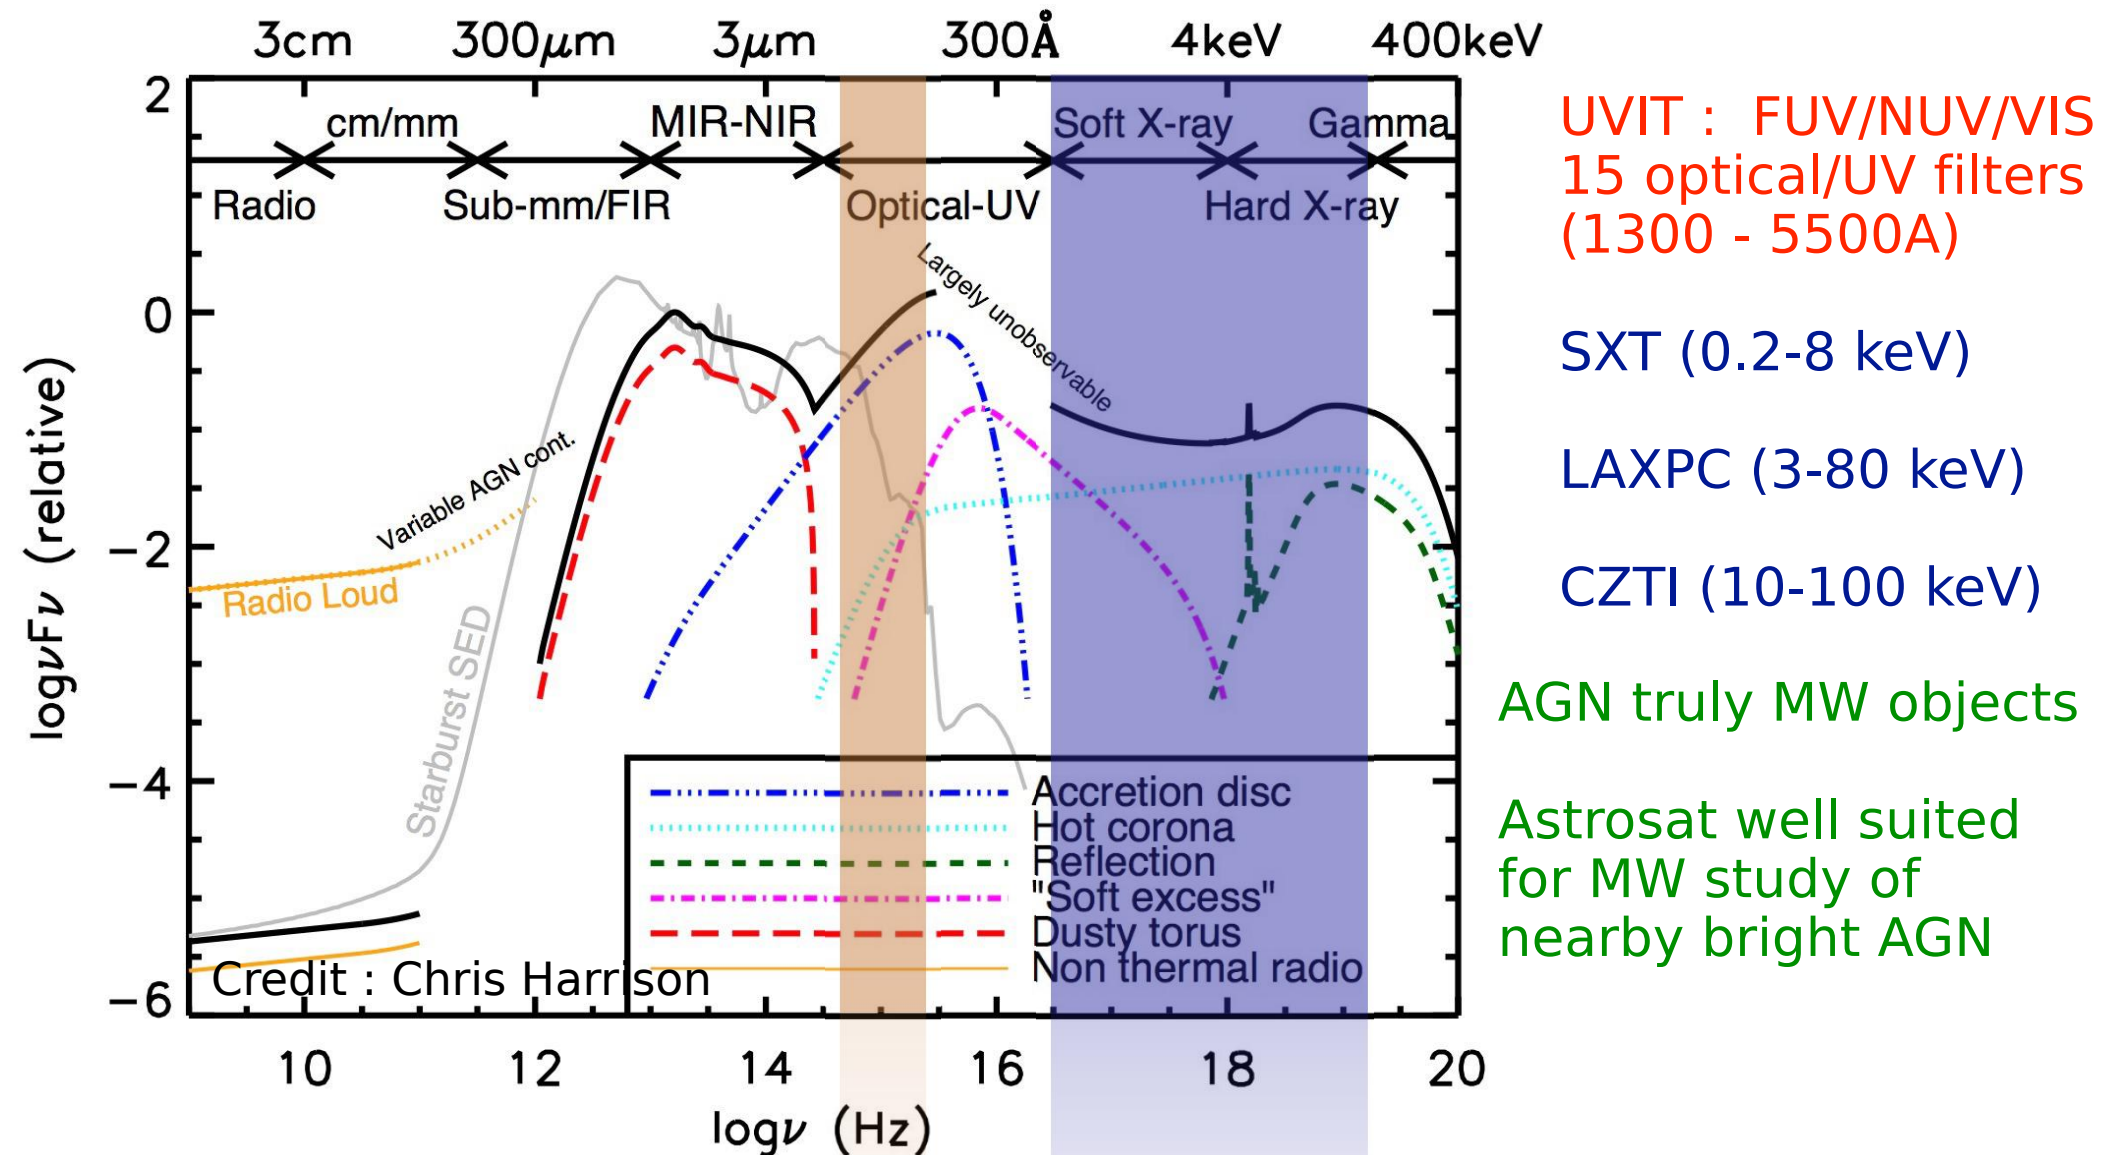 3cm 300μm 3μm 300Å 4keV 400keV
2
0
−2
−4
−6
logνFν (relative)
cm/mm MIR-NIR Soft X-ray Gamma
Radio Sub-mm/FIR Optical-UV Hard X-ray
Largely unobservable
Variable AGN cont.
Radio Loud
Starburst SED
Accretion disc
Hot corona
Reflection
"Soft excess"
Dusty torus
Non thermal radio
Credit : Chris Harrison
10 12 14 16 18 20
logν (Hz)
UVIT : FUV/NUV/VIS
15 optical/UV filters
(1300 - 5500A)
SXT (0.2-8 keV)
LAXPC (3-80 keV)
CZTI (10-100 keV)
AGN truly MW objects
Astrosat well suited
for MW study of
nearby bright AGN